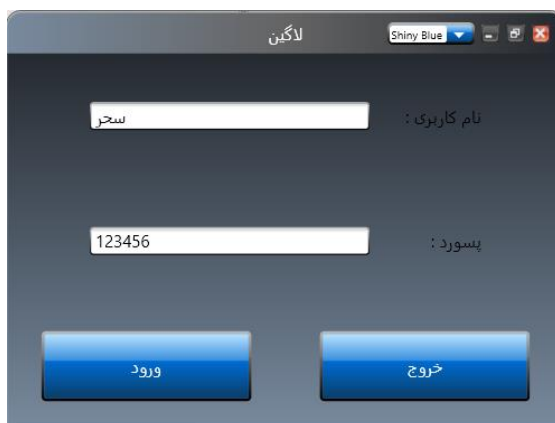 لاگین
Shiny Blue
نام کاربری :
سحر
پسورد :
123456
خروج
ورود